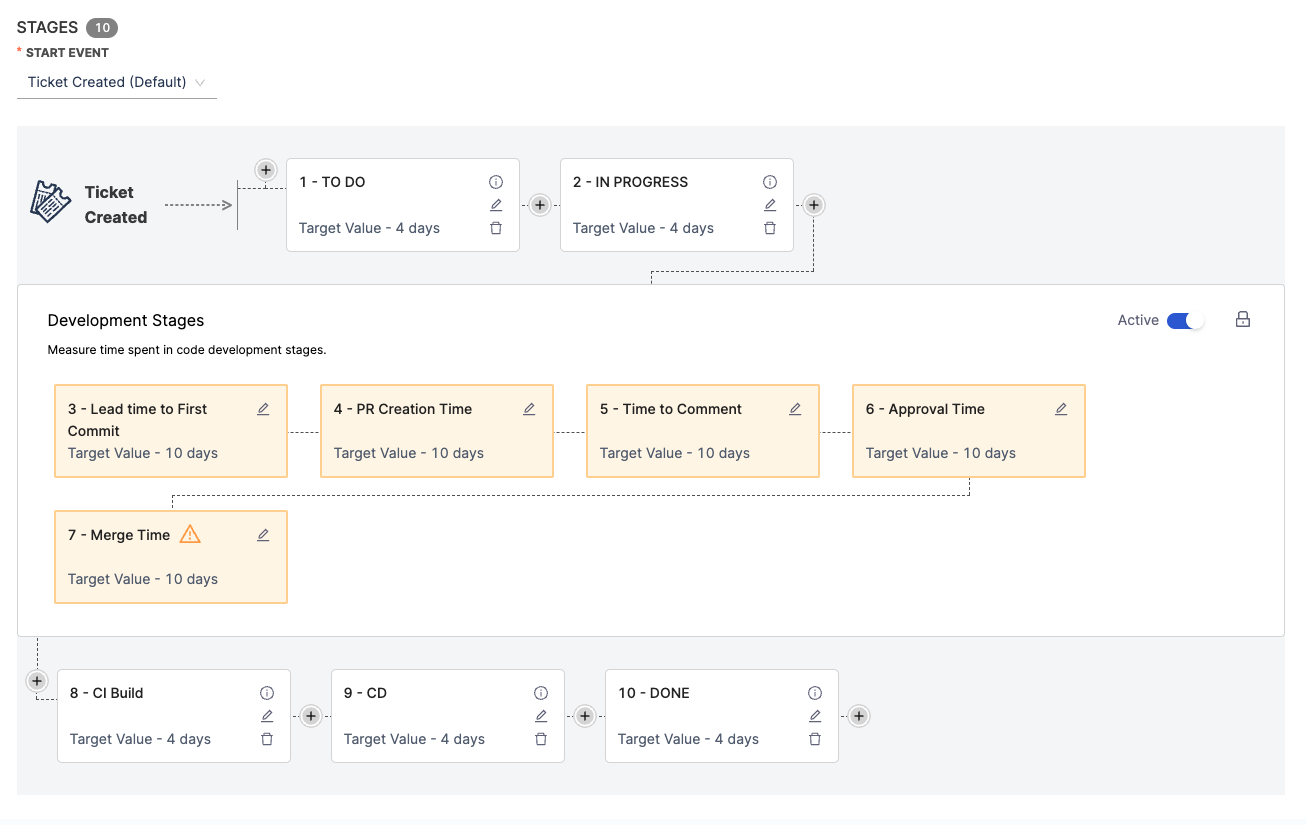 STAGES 10
* START EVENT
Ticket Created (Default)
Ticket
Created
1 - TO DO
Target Value - 4 days
2 - IN PROGRESS
Target Value - 4 days
Development Stages
Active
Measure time spent in code development stages.
3 - Lead time to First
Commit
Target Value - 10 days
4 - PR Creation Time
Target Value - 10 days
5 - Time to Comment
Target Value - 10 days
6 - Approval Time
Target Value - 10 days
7 - Merge Time
Target Value - 10 days
8 - CI Build
Target Value - 4 days
9 - CD
Target Value - 4 days
10 - DONE
Target Value - 4 days